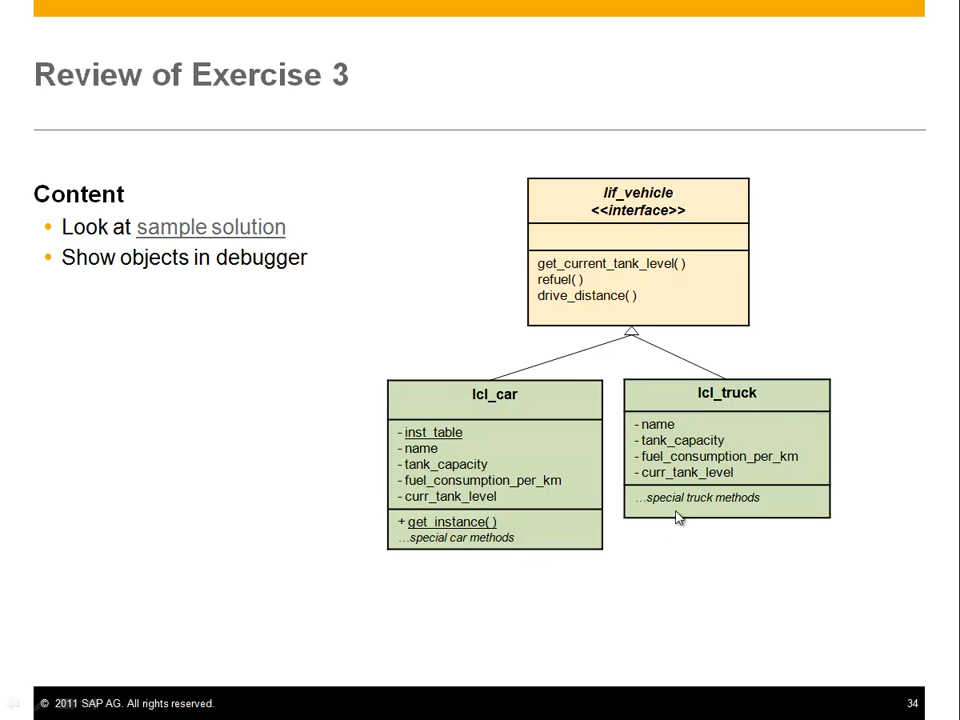 Review of Exercise 3
Content
• Look at sample solution
• Show objects in debugger
lif_vehicle
<<interface>>
get_current_tank_level( )
refuel( )
drive_distance( )
lcl_car
- inst_table
- name
- tank_capacity
- fuel_consumption_per_km
- curr_tank_level
+ get_instance( )
…special car methods
lcl_truck
- name
- tank_capacity
- fuel_consumption_per_km
- curr_tank_level
…special truck methods
© 2011 SAP AG. All rights reserved.
34